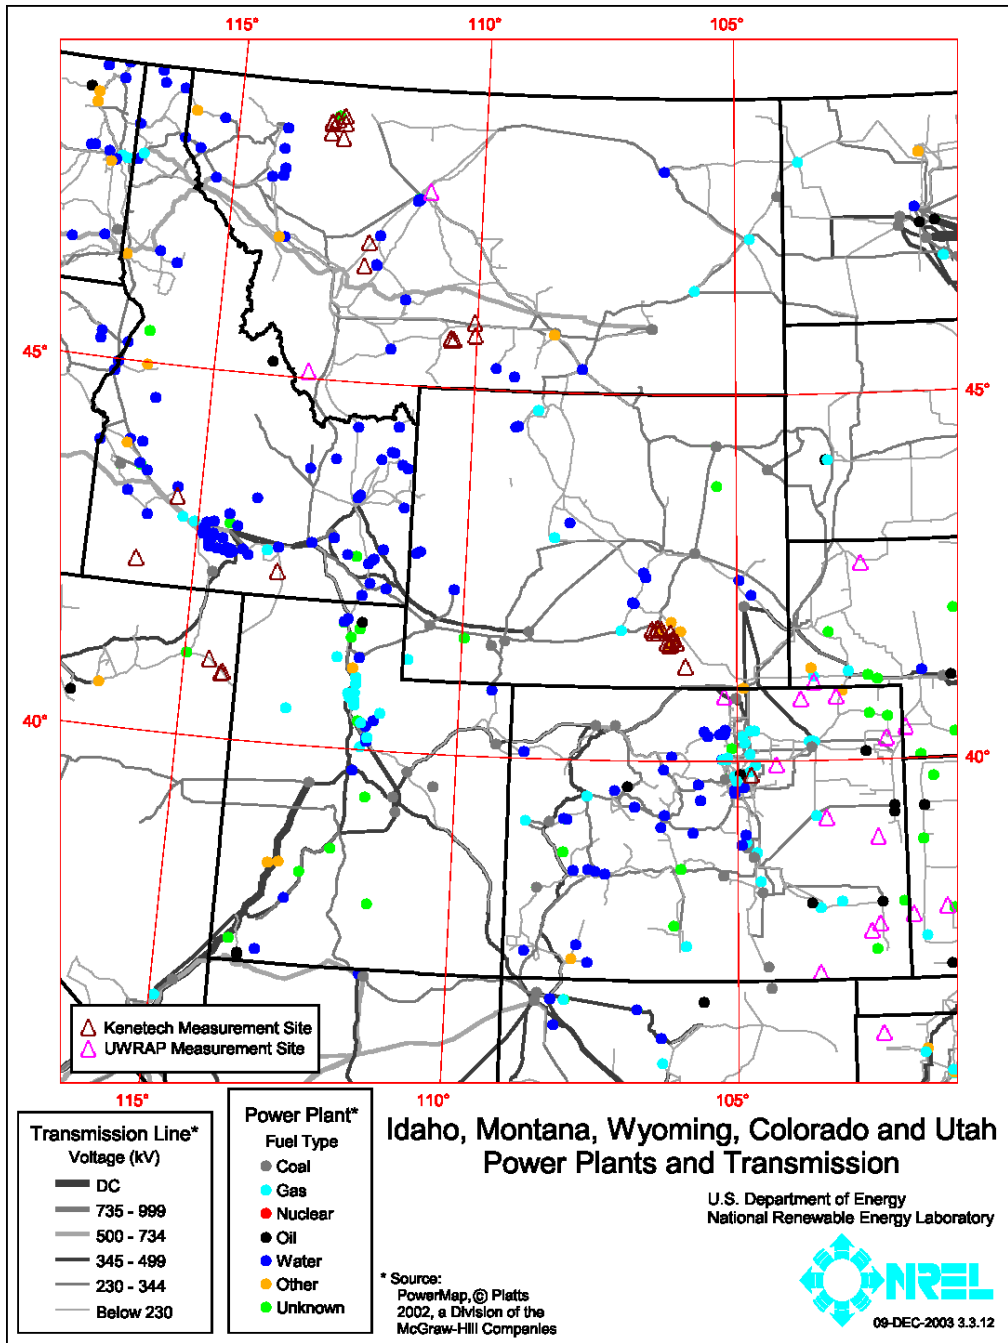 115°
110°
105°
45°
45°
40°
40°
Kenetech Measurement Site
UWRAP Measurement Site
115°
110°
105°
Transmission Line*
Voltage (kV)
DC
735 - 999
500 - 734
345 - 499
230 - 344
Below 230
Power Plant*
Fuel Type
Coal
Gas
Nuclear
Oil
Water
Other
Unknown
Idaho, Montana, Wyoming, Colorado and Utah
Power Plants and Transmission
U.S. Department of Energy
National Renewable Energy Laboratory
* Source:
PowerMap, © Platts
2002, a Division of the
McGraw-Hill Companies
NREL
09-DEC-2003 3.3.12